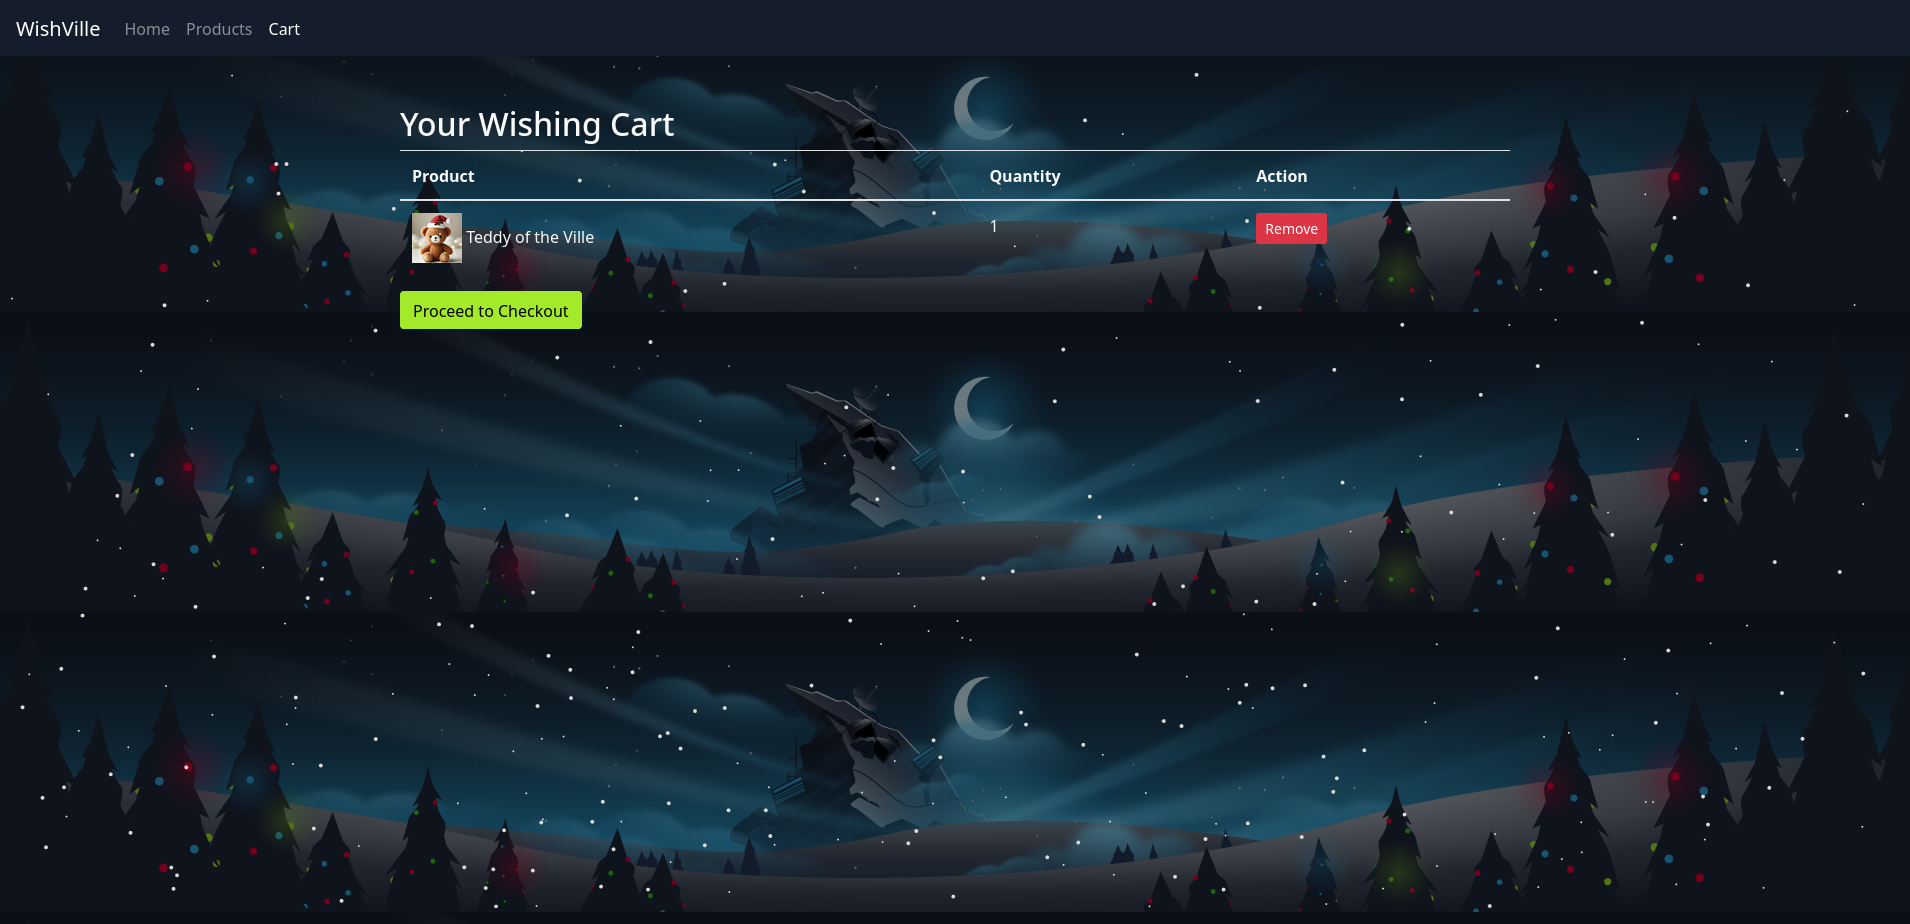 WishVille Home Products Cart
Your Wishing Cart
Product Quantity Action
Teddy of the Ville 1 Remove
Proceed to Checkout